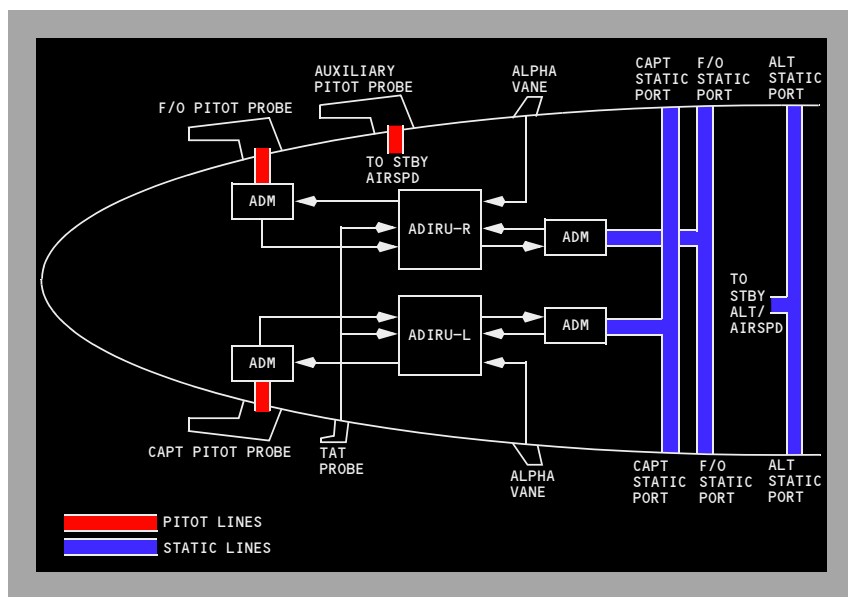 CAPT
STATIC
PORT
F/O
STATIC
PORT
ALT
STATIC
PORT
AUXILIARY
PITOT PROBE
ALPHA
VANE
F/O PITOT PROBE
TO STBY
AIRSPD
ADM
ADIRU-R
ADM
TO
STBY
ALT/
AIRSPD
ADIRU-L
ADM
ADM
CAPT PITOT PROBE
TAT
PROBE
ALPHA
VANE
CAPT
STATIC
PORT
F/O
STATIC
PORT
ALT
STATIC
PORT
PITOT LINES
STATIC LINES